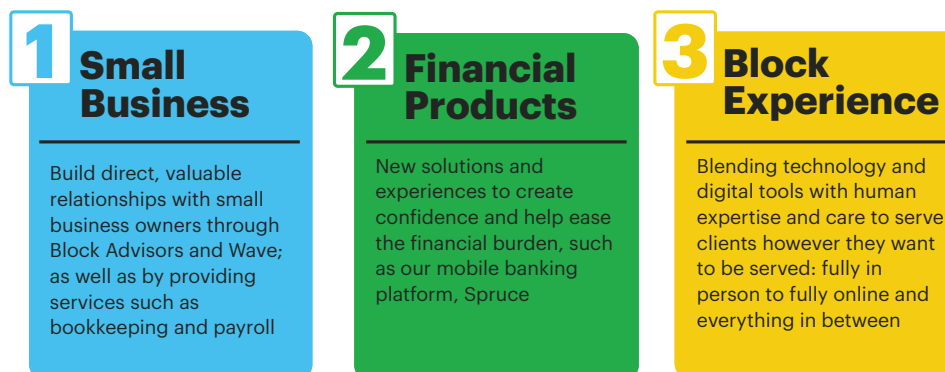 1
Small
Business
Build direct, valuable
relationships with small
business owners through
Block Advisors and Wave;
as well as by providing
services such as
bookkeeping and payroll
2
Financial
Products
New solutions and
experiences to create
confidence and help ease
the financial burden, such
as our mobile banking
platform, Spruce
3
Block
Experience
Blending technology and
digital tools with human
expertise and care to serve
clients however they want
to be served: fully in
person to fully online and
everything in between